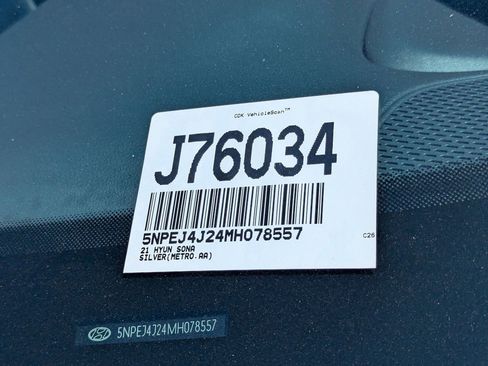 CDK VehicleScan™
J76034
5NPEJ4J24MH078557
21 HYUN SONA
SILVER(METRO.AA)
C26
5NPEJ4J24MH078557